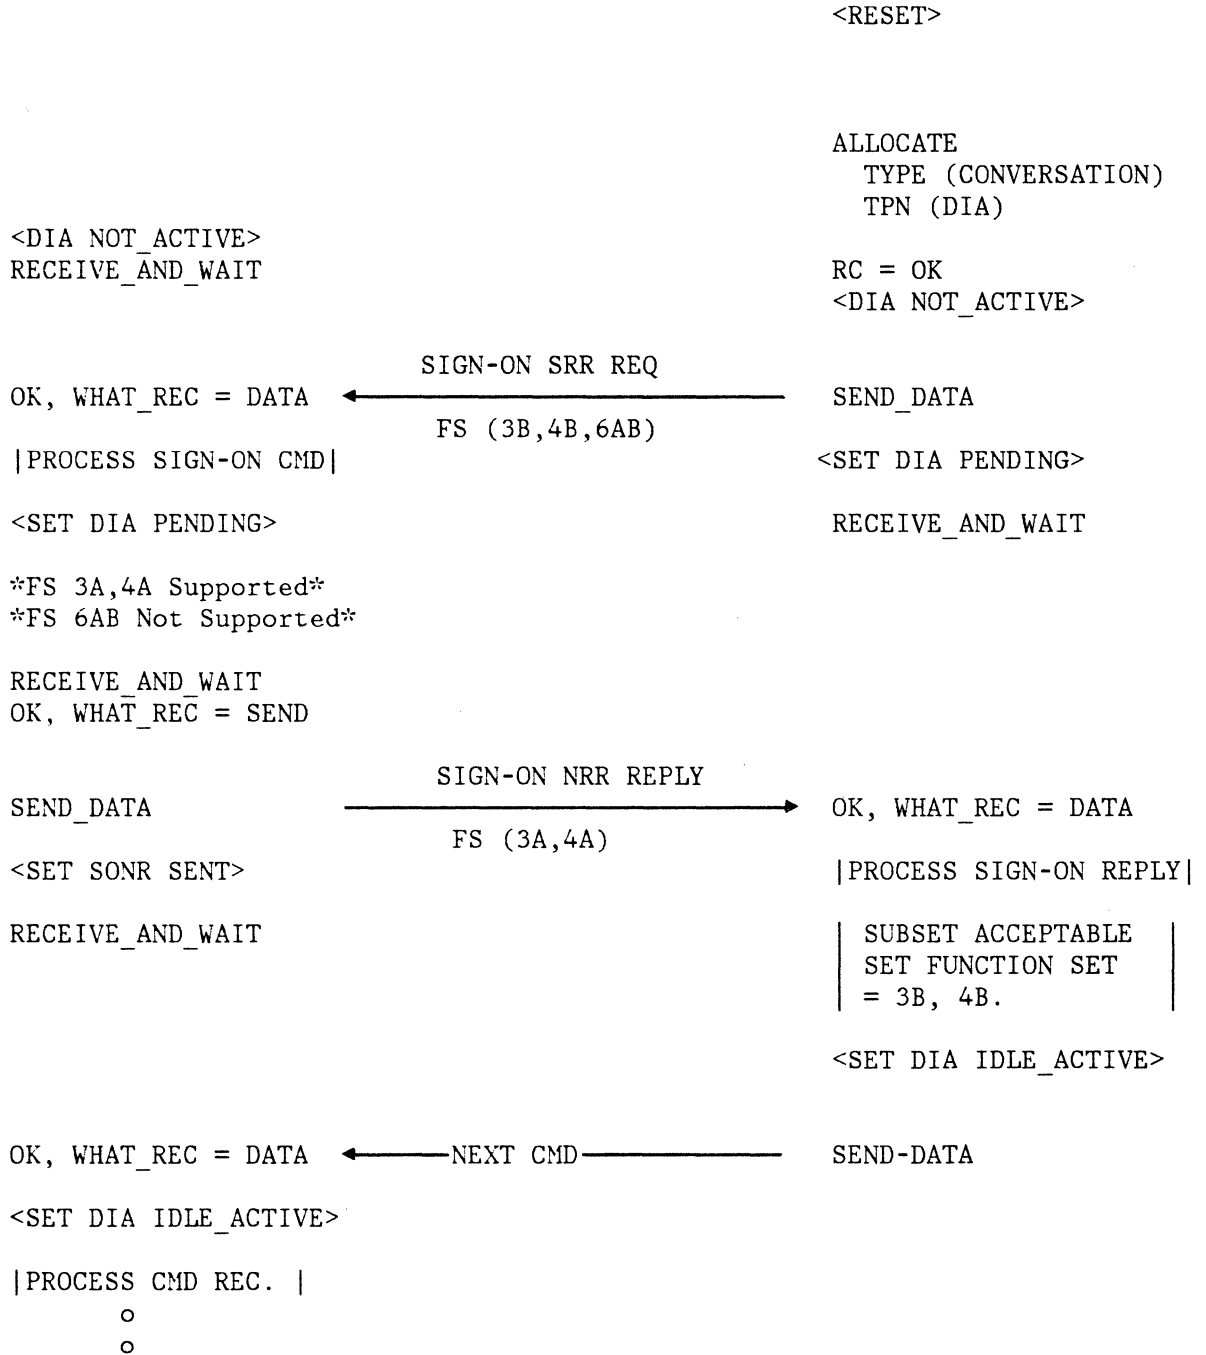 <RESET>
ALLOCATE
TYPE (CONVERSATION)
TPN (DIA)
<DIA NOT_ACTIVE>
RECEIVE_AND_WAIT RC = OK
<DIA NOT_ACTIVE>
SIGN-ON SRR REQ
OK, WHAT_REC = DATA SEND_DATA
FS (3B,4B,6AB)
|PROCESS SIGN-ON CMD| <SET DIA PENDING>
<SET DIA PENDING> RECEIVE_AND_WAIT
*FS 3A,4A Supported*
*FS 6AB Not Supported*
RECEIVE_AND_WAIT
OK, WHAT_REC = SEND
SIGN-ON NRR REPLY
SEND_DATA OK, WHAT_REC = DATA
FS (3A,4A)
<SET SONR SENT> |PROCESS SIGN-ON REPLY|
RECEIVE_AND_WAIT | SUBSET ACCEPTABLE |
SET FUNCTION SET
= 3B, 4B.
<SET DIA IDLE_ACTIVE>
OK, WHAT_REC = DATA NEXT CMD SEND-DATA
<SET DIA IDLE_ACTIVE>
|PROCESS CMD REC. |
o
o